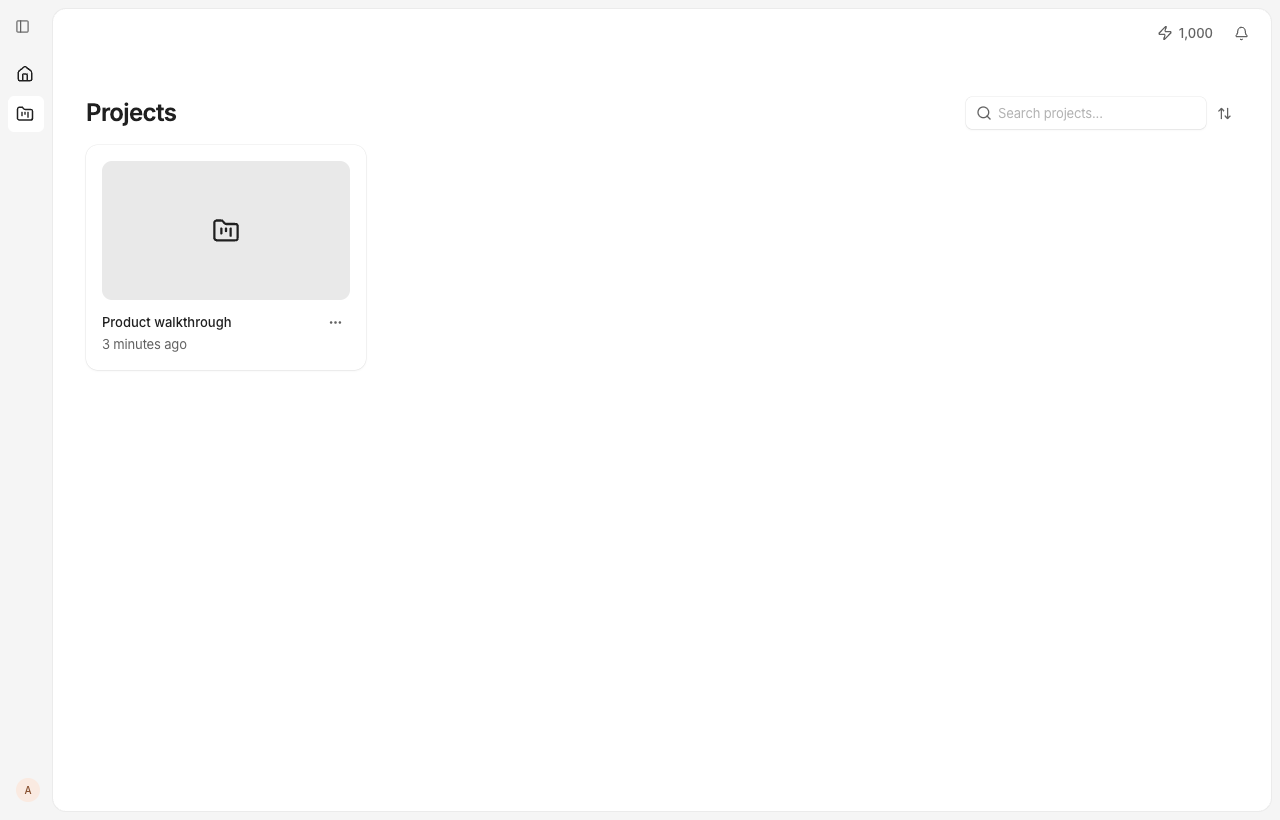 1,000
Projects
Search projects...
Product walkthrough
3 minutes ago
A